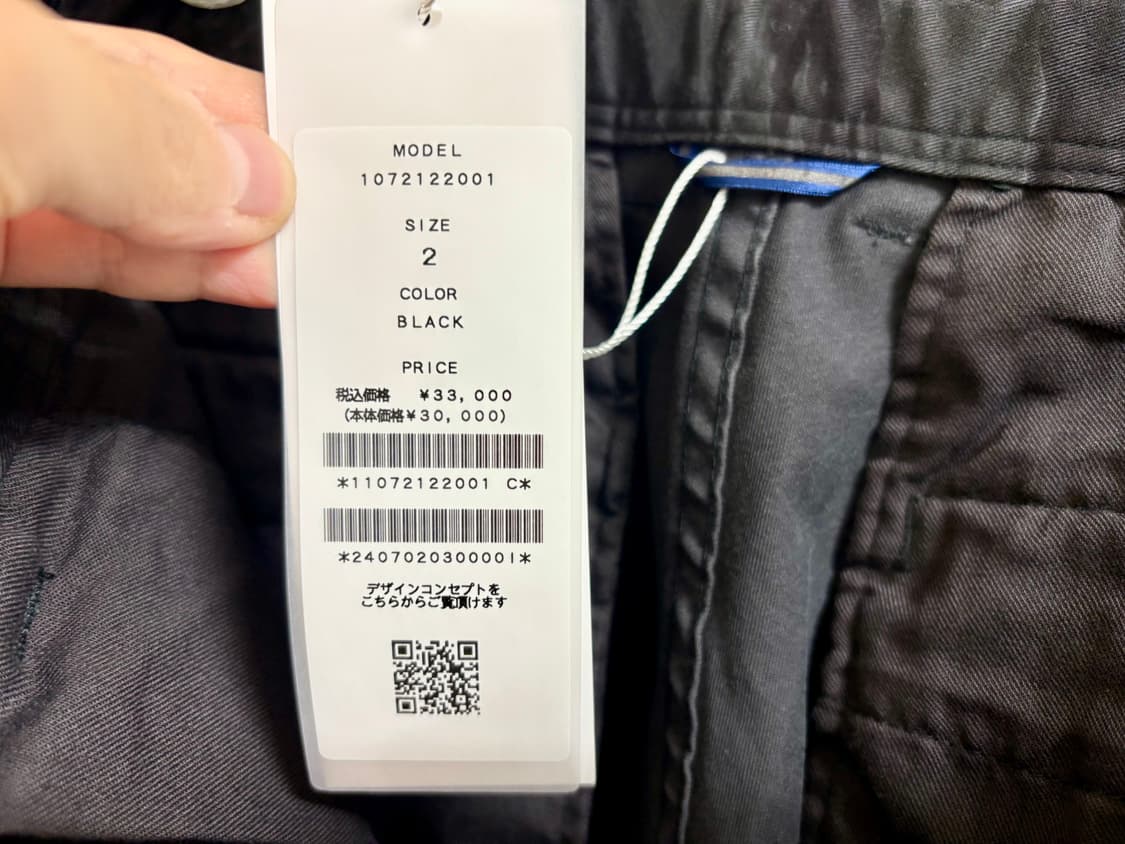 MODEL
1072122001
SIZE
2
COLOR
BLACK
PRICE
税込価格 ¥33,000
(本体価格¥30,000)
*11072122001 C*
*2407020300001*
デザインコンセプトを
こちらからご覧頂けます